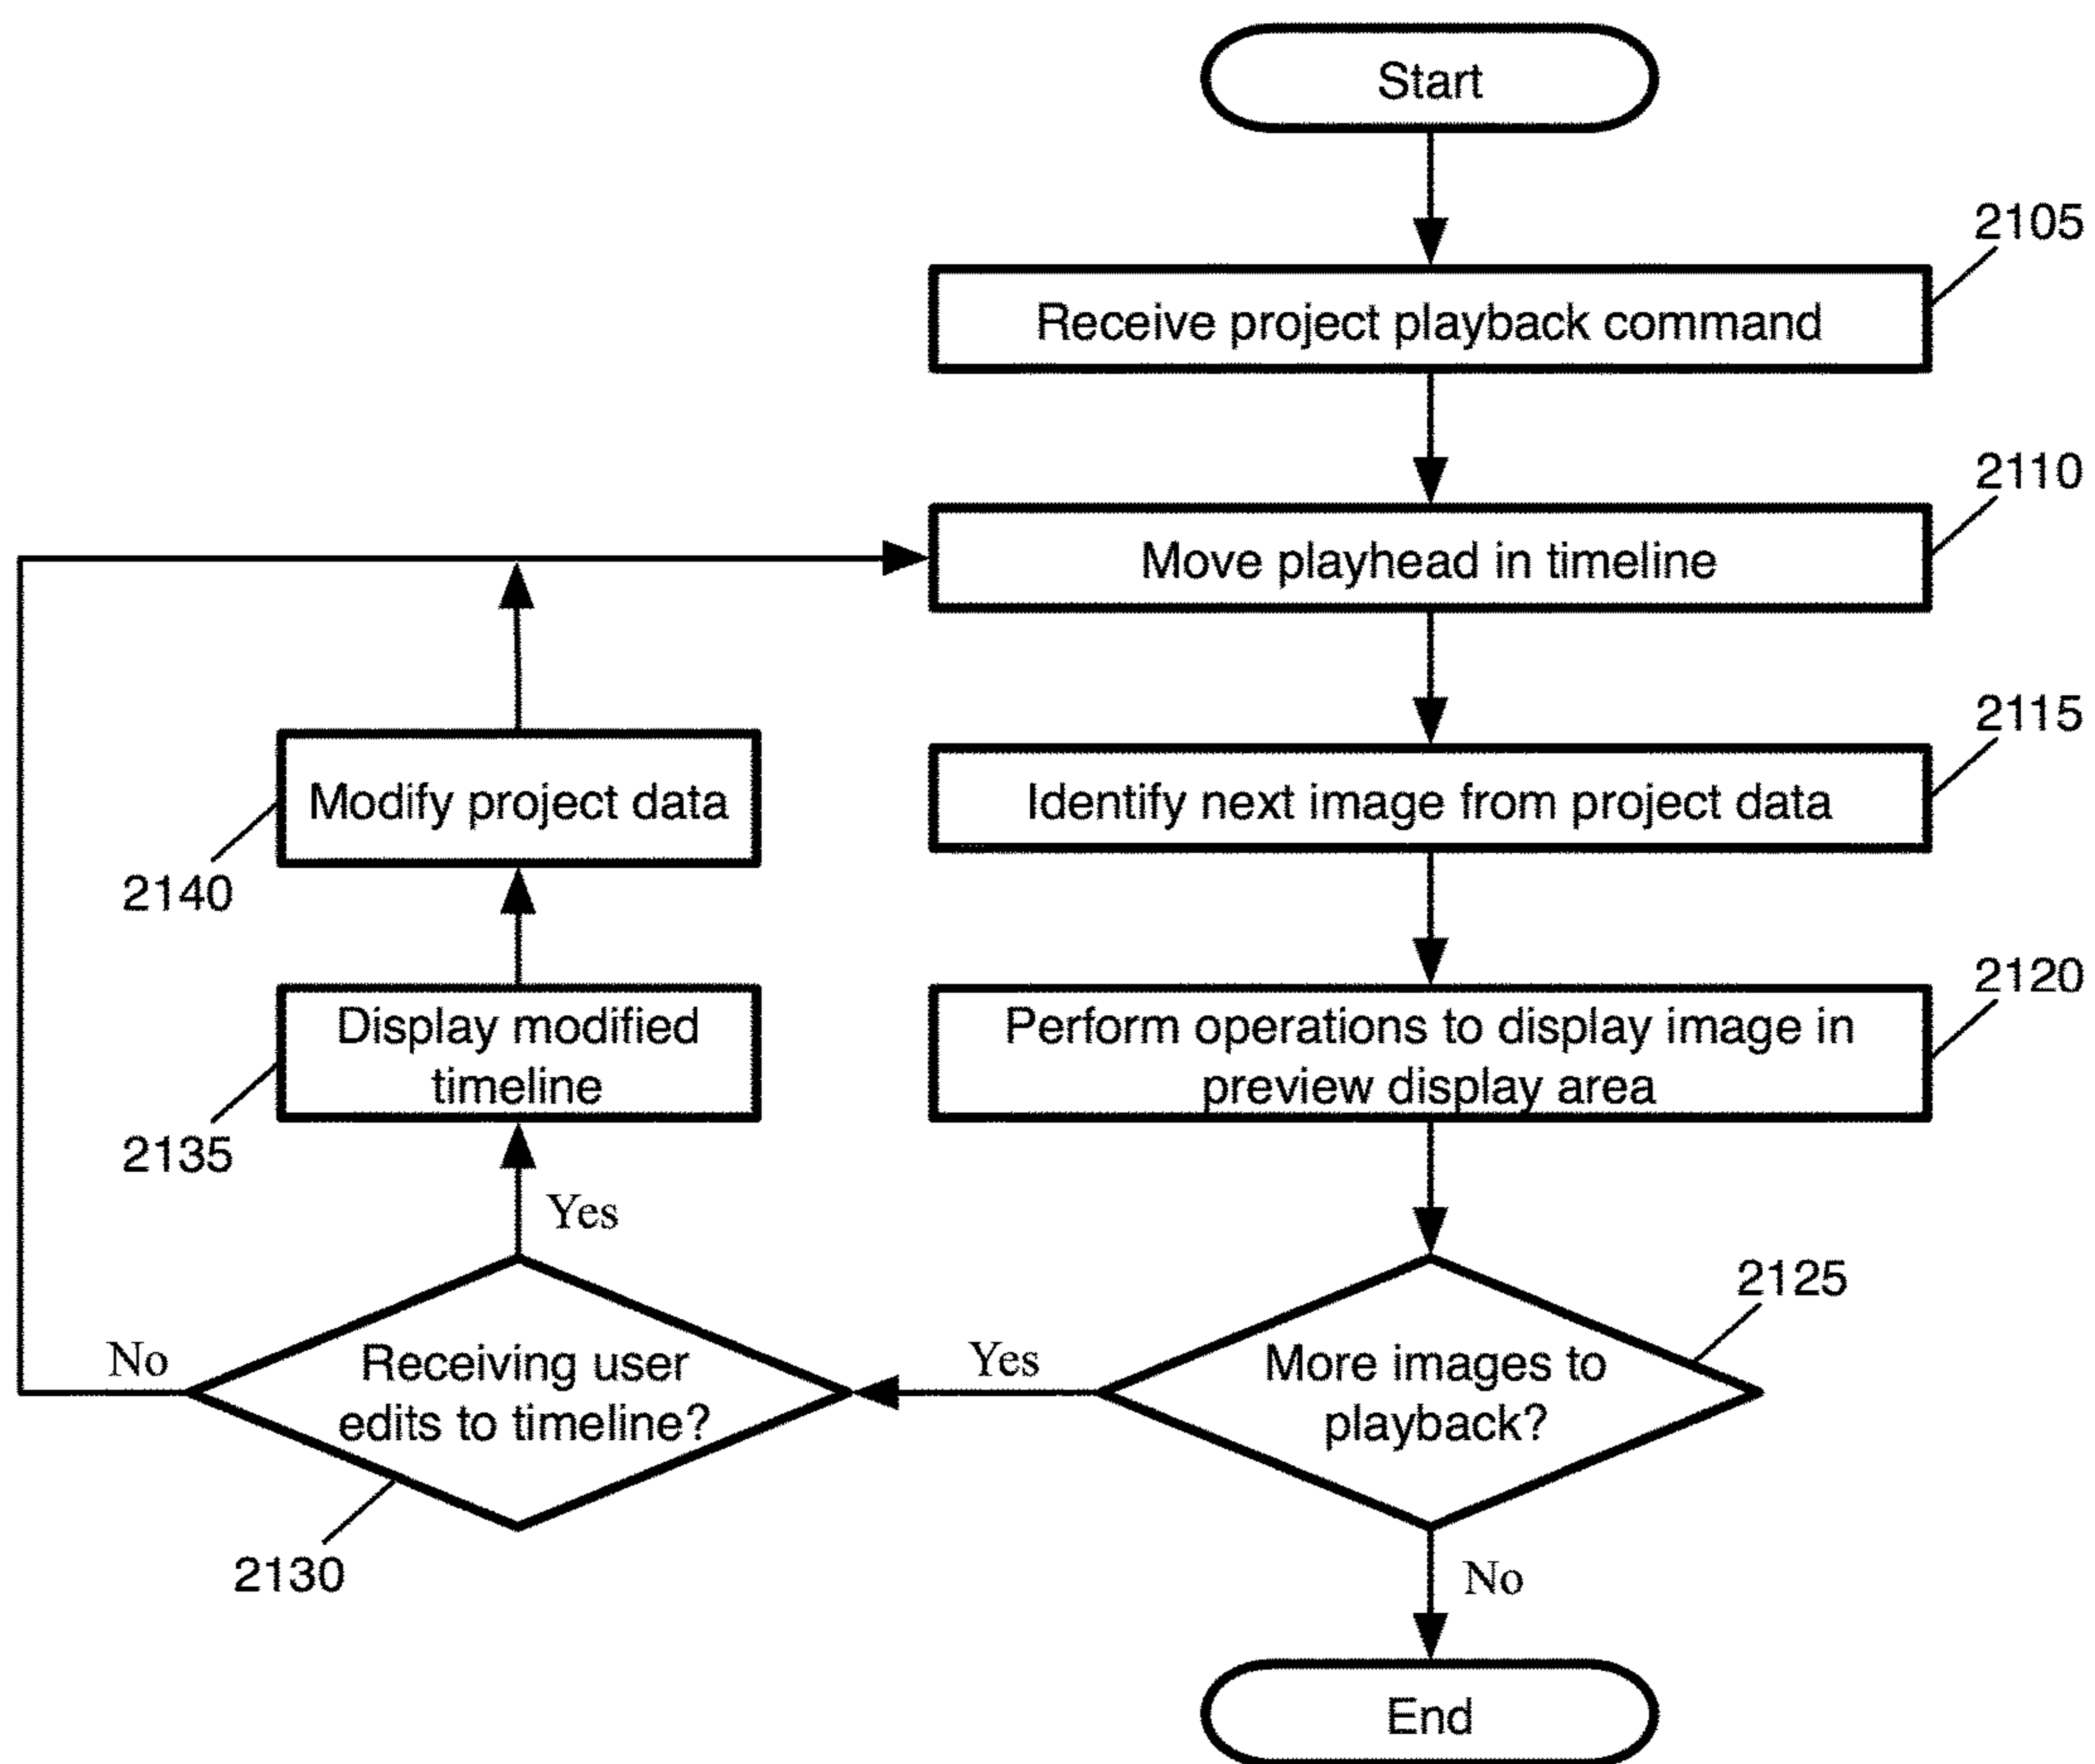 Start
2105
Receive project playback command
2110
Move playhead in timeline
2115
Modify project data
Identify next image from project data
2140
2120
Display modified
timeline
Perform operations to display image in
preview display area
2135
Yes
2125
No
Receiving user
edits to timeline?
Yes
More images to
playback?
2130
No
End